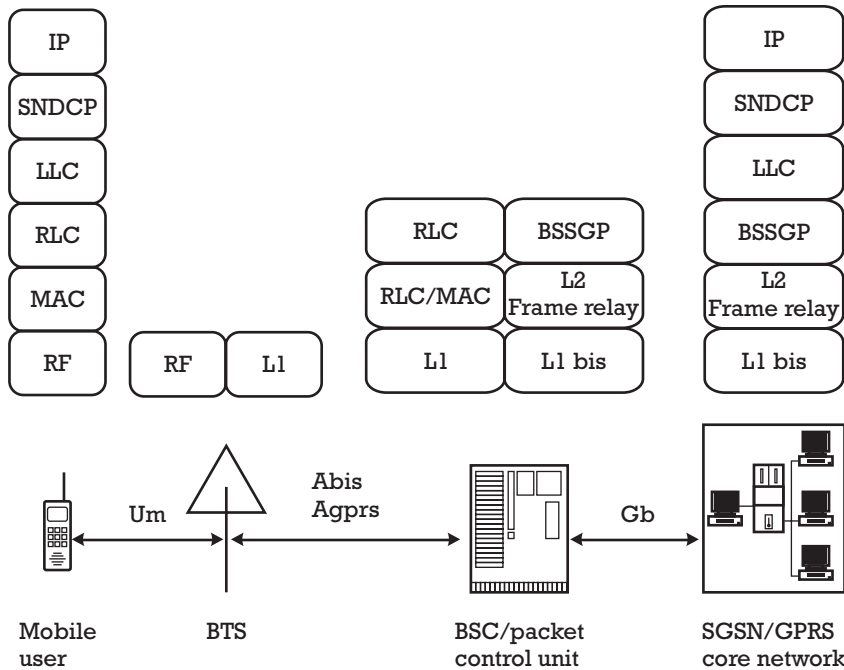 IP
SNDCP
LLC
RLC
MAC
RF
RF
L1
RLC
BSSGP
RLC/MAC
L2
Frame relay
L1
L1 bis
IP
SNDCP
LLC
BSSGP
L2
Frame relay
L1 bis
Um
Abis
Agprs
Gb
Mobile
user
BTS
BSC/packet
control unit
SGSN/GPRS
core network